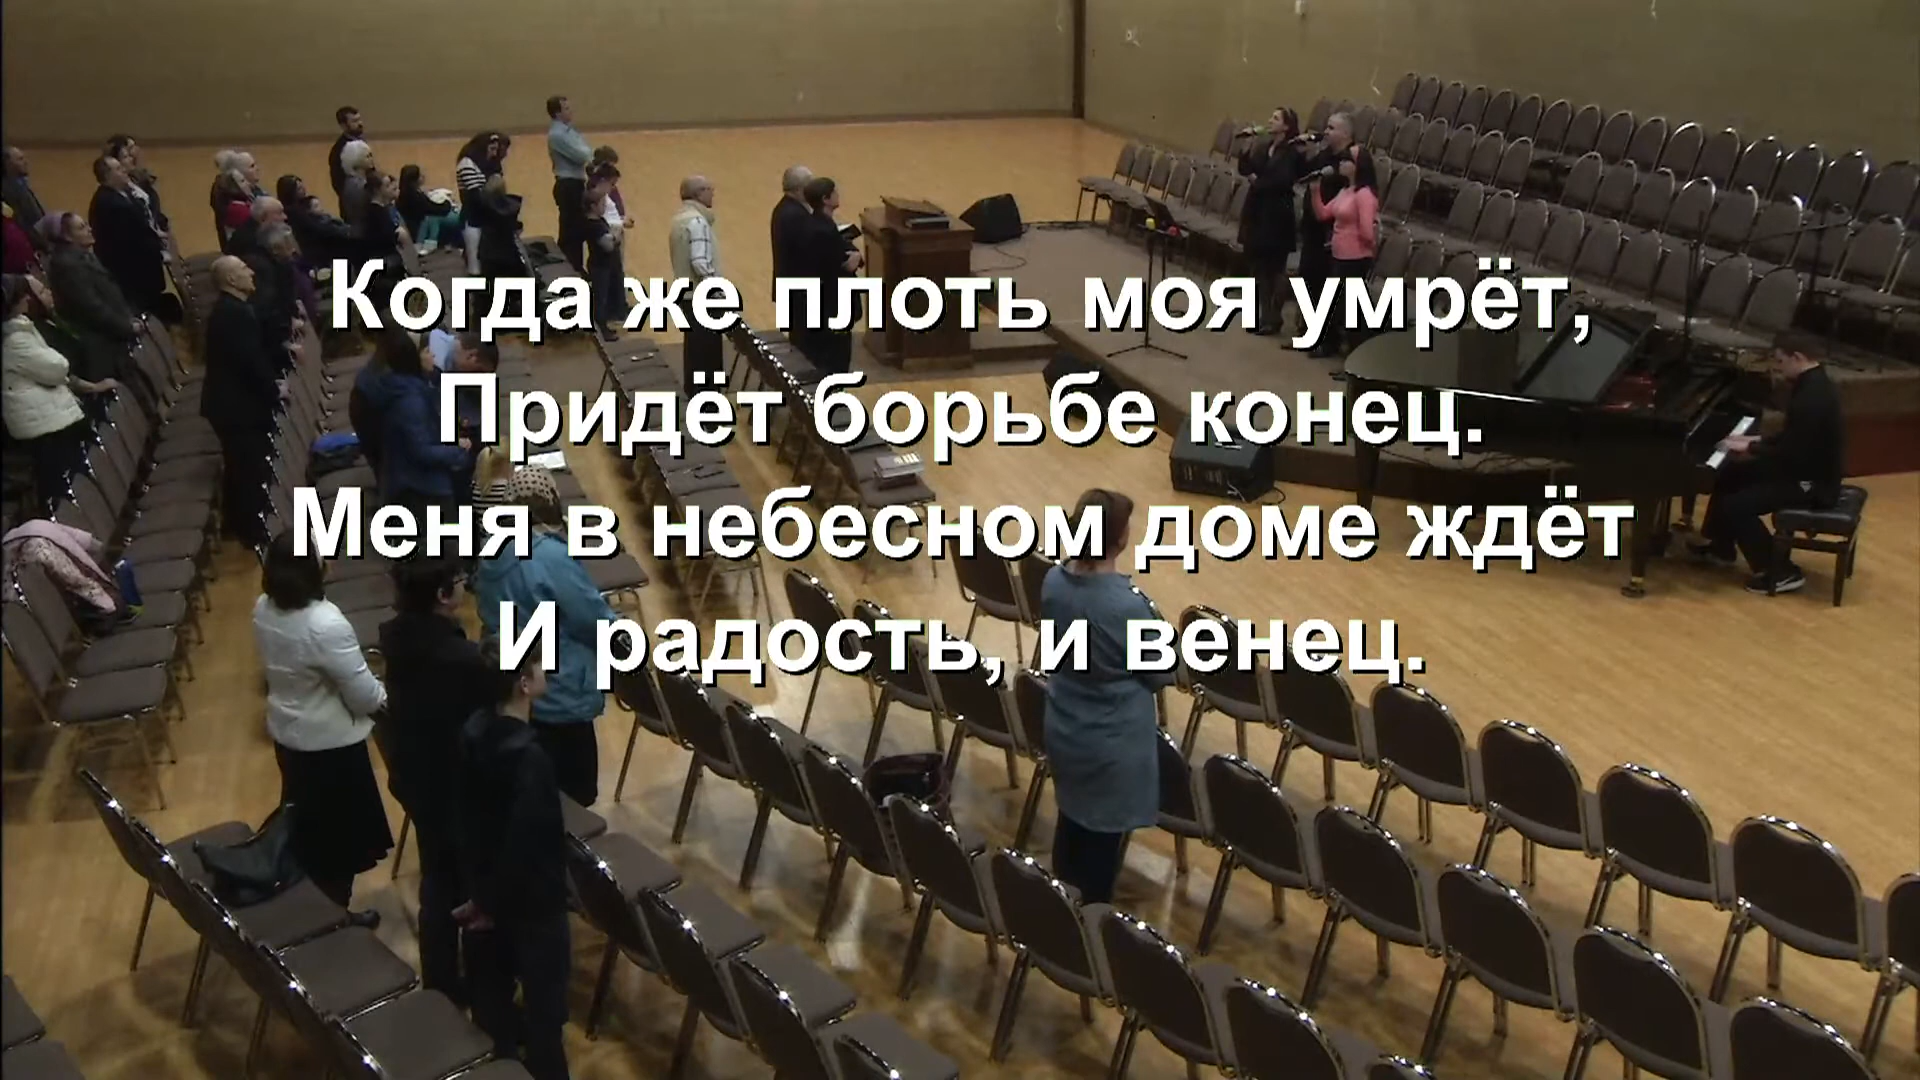 Когда же плоть моя умрёт,
Придёт борьбе конец.
Меня в небесном доме ждёт
И радость, и венец.